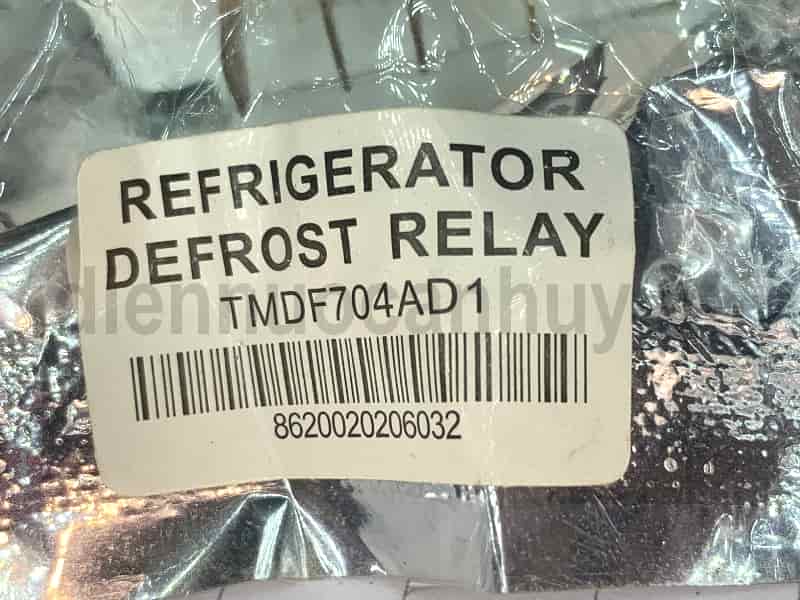 REFRIGERATOR
DEFROST RELAY
TMDF704AD1
8620020206032